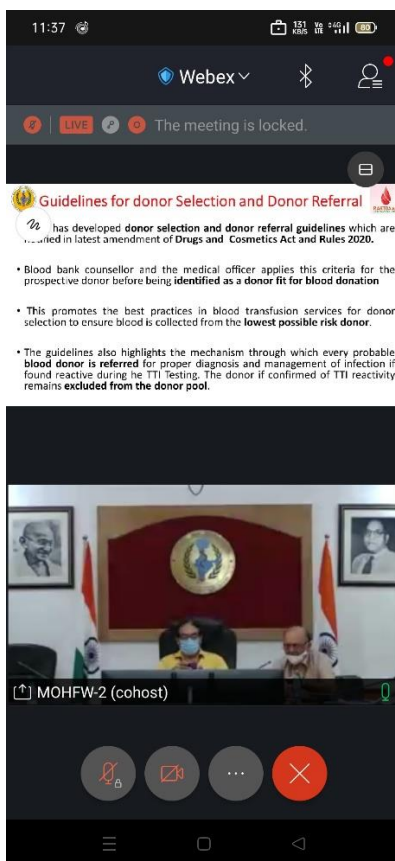 11:37
131 KB/S Vo LTE 4G 80
Webex
LIVE P The meeting is locked.
Guidelines for donor Selection and Donor Referral
has developed donor selection and donor referral guidelines which are
in latest amendment of Drugs and Cosmetics Act and Rules 2020.
• Blood bank counsellor and the medical officer applies this criteria for the
prospective donor before being identified as a donor fit for blood donation
• This promotes the best practices in blood transfusion services for donor
selection to ensure blood is collected from the lowest possible risk donor.
• The guidelines also highlights the mechanism through which every probable
blood donor is referred for proper diagnosis and management of infection if
found reactive during he TTI Testing. The donor if confirmed of TTI reactivity
remains excluded from the donor pool.
MOHFW-2 (cohost)